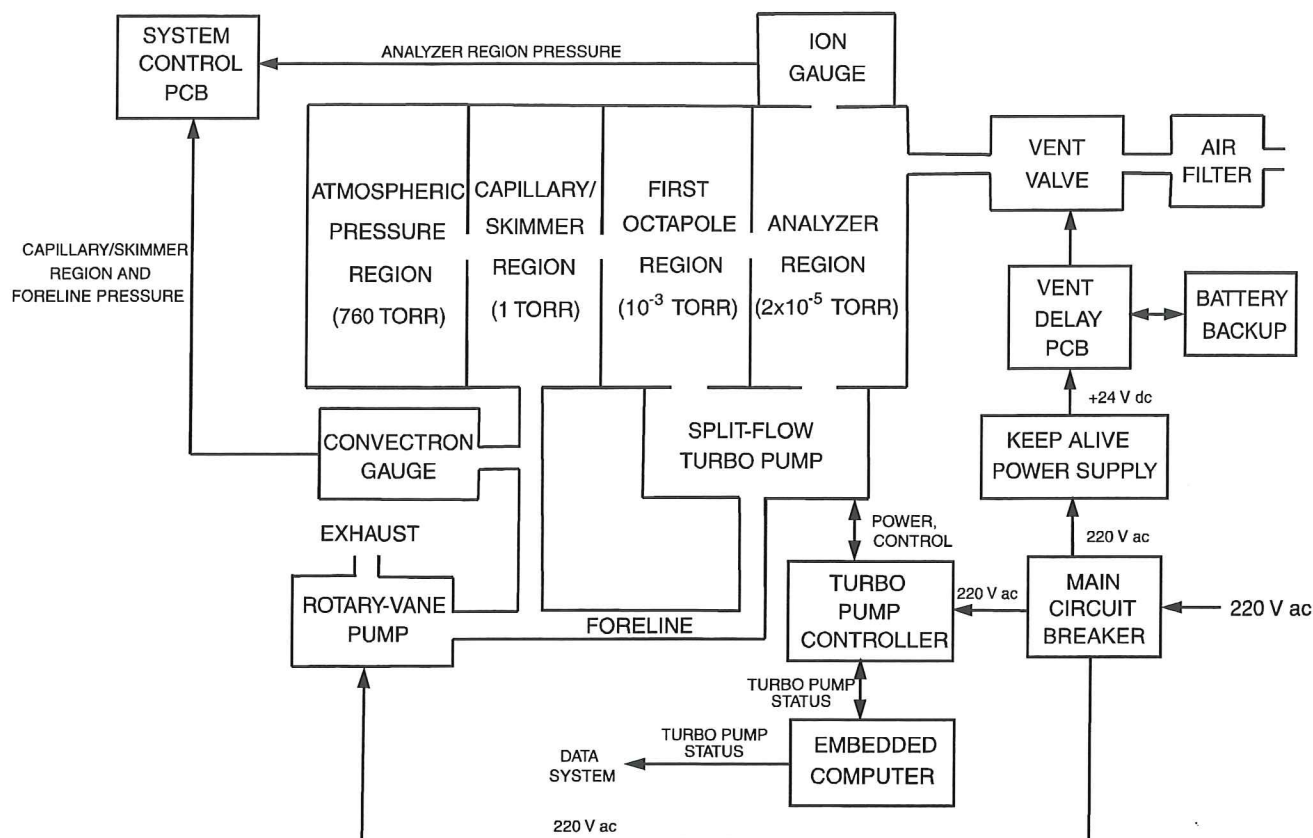 SYSTEM
CONTROL
PCB
ANALYZER REGION PRESSURE
ION
GAUGE
ATMOSPHERIC
PRESSURE
REGION
(760 TORR)
CAPILLARY/
SKIMMER
REGION
(1 TORR)
FIRST
OCTAPOLE
REGION
(10⁻³ TORR)
ANALYZER
REGION
(2x10⁻⁵ TORR)
VENT
VALVE
AIR
FILTER
CAPILLARY/SKIMMER
REGION AND
FORELINE PRESSURE
VENT
DELAY
PCB
BATTERY
BACKUP
+24 V dc
CONVECTRON
GAUGE
SPLIT-FLOW
TURBO PUMP
KEEP ALIVE
POWER SUPPLY
EXHAUST
POWER,
CONTROL
220 V ac
ROTARY-VANE
PUMP
FORELINE
TURBO
PUMP
CONTROLLER
220 V ac
MAIN
CIRCUIT
BREAKER
220 V ac
TURBO PUMP
STATUS
DATA
SYSTEM
TURBO PUMP
STATUS
EMBEDDED
COMPUTER
220 V ac